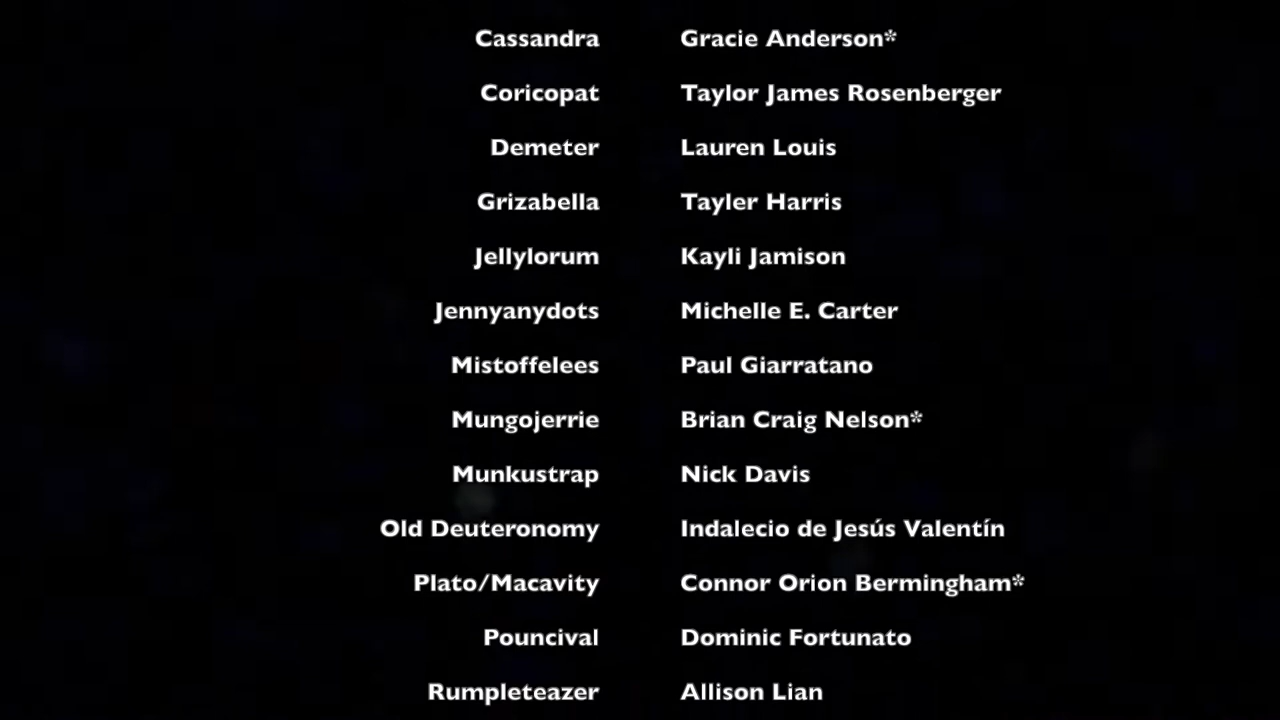 Cassandra Gracie Anderson*
Coricopat Taylor James Rosenberger
Demeter Lauren Louis
Grizabella Tayler Harris
Jellylorum Kayli Jamison
Jennyanydots Michelle E. Carter
Mistoffelees Paul Giarratano
Mungojerrie Brian Craig Nelson*
Munkustrap Nick Davis
Old Deuteronomy Indalecio de Jesús Valentín
Plato/Macavity Connor Orion Bermingham*
Pouncival Dominic Fortunato
Rumpleteazer Allison Lian